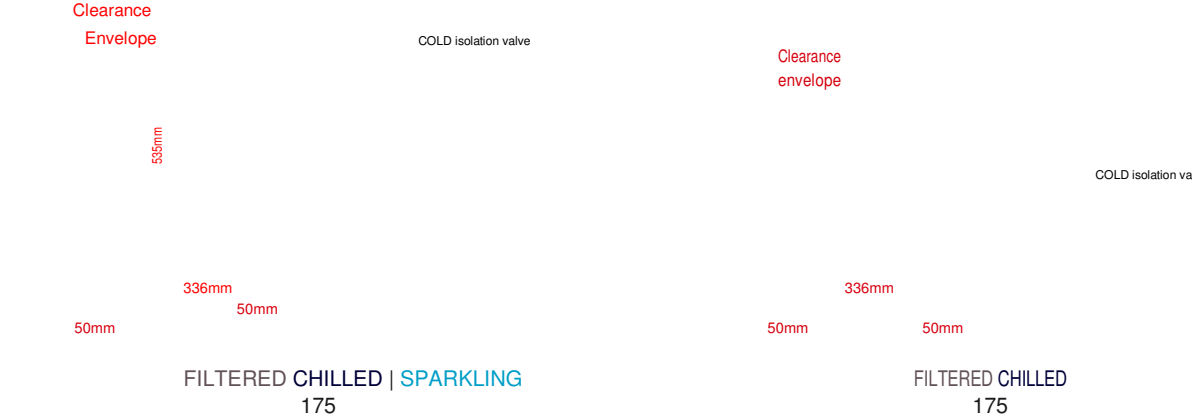 Clearance
Envelope
COLD isolation valve
535mm
336mm
50mm
50mm
FILTERED CHILLED | SPARKLING
175
Clearance
envelope
COLD isolation va
336mm
50mm
50mm
FILTERED CHILLED
175